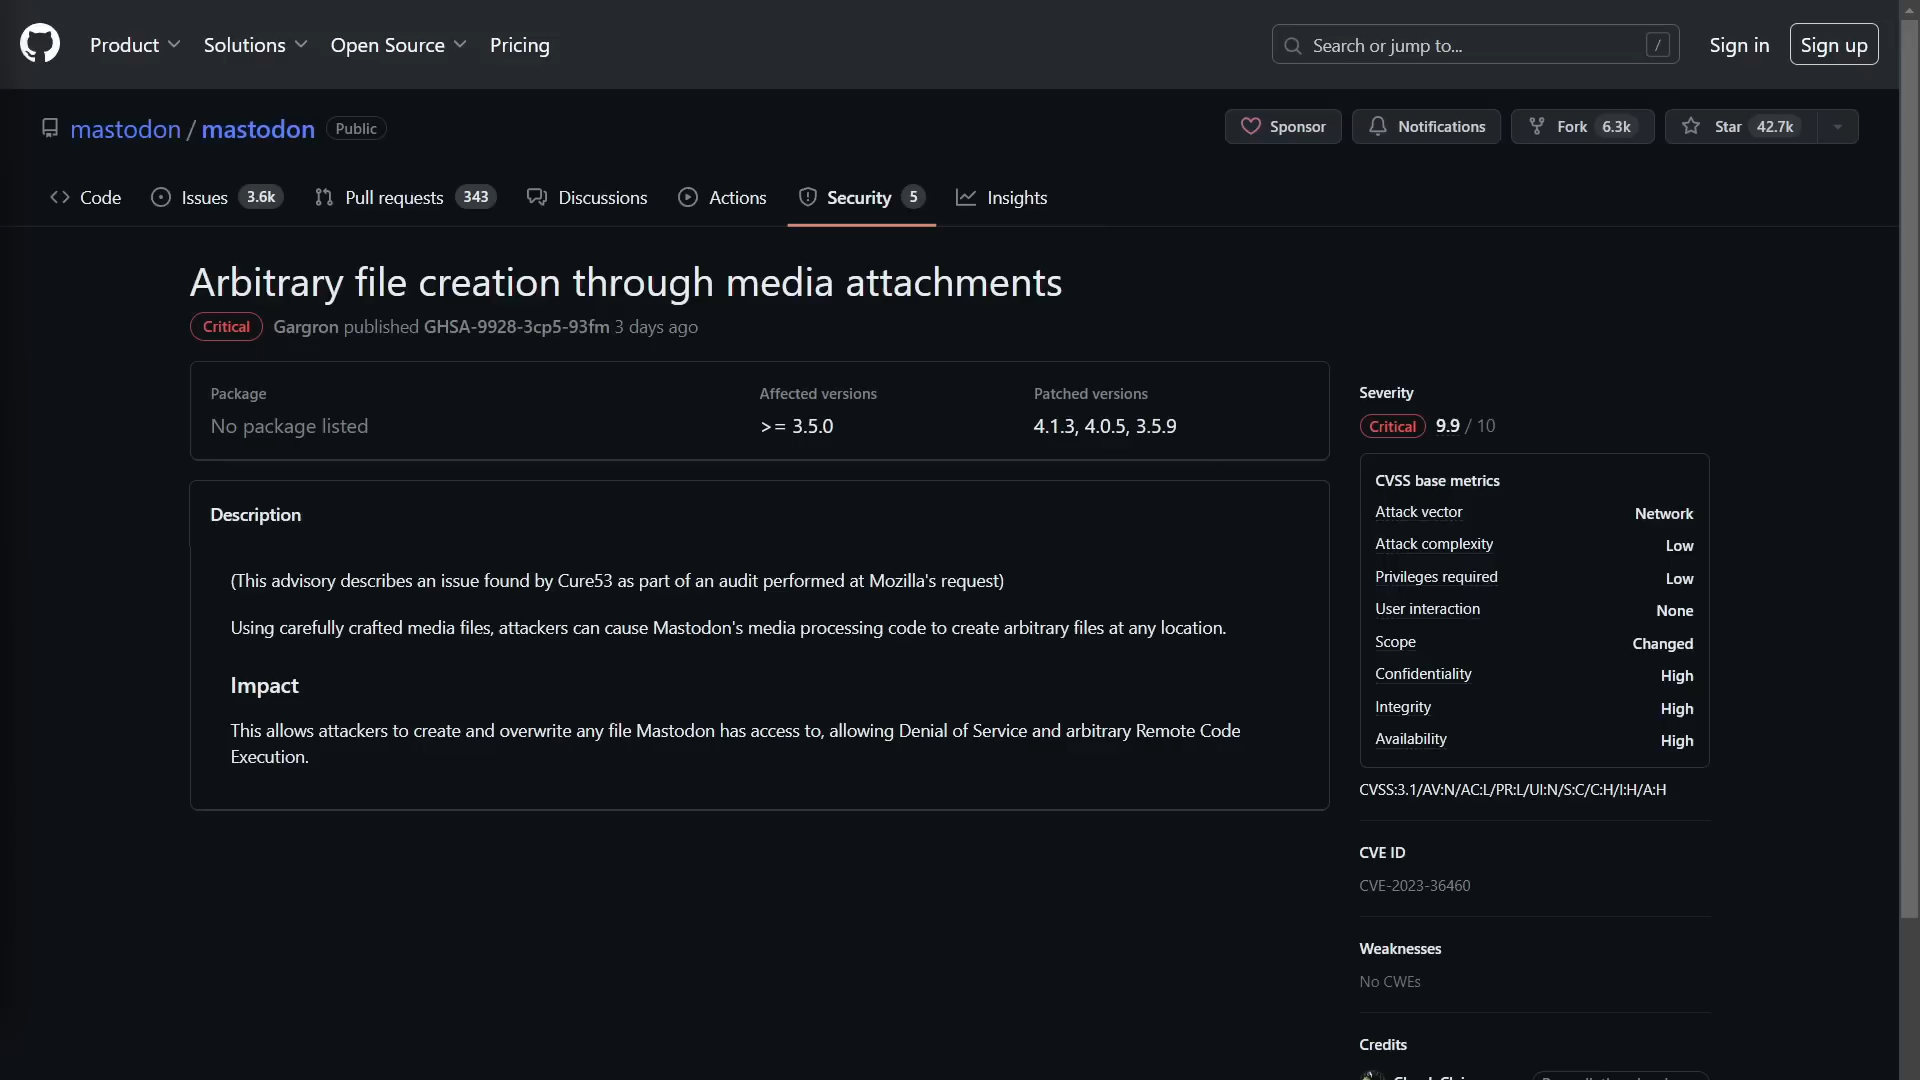 Product Solutions Open Source Pricing Search or jump to... / Sign in Sign up
mastodon / mastodon Public Sponsor Notifications Fork 6.3k Star 42.7k
Code Issues 3.6k Pull requests 343 Discussions Actions Security 5 Insights
Arbitrary file creation through media attachments
Critical Gargron published GHSA-9928-3cp5-93fm 3 days ago
Package Affected versions Patched versions
No package listed >= 3.5.0 4.1.3, 4.0.5, 3.5.9
Description
(This advisory describes an issue found by Cure53 as part of an audit performed at Mozilla's request)
Using carefully crafted media files, attackers can cause Mastodon's media processing code to create arbitrary files at any location.
Impact
This allows attackers to create and overwrite any file Mastodon has access to, allowing Denial of Service and arbitrary Remote Code
Execution.
Severity
Critical 9.9 / 10
CVSS base metrics
Attack vector Network
Attack complexity Low
Privileges required Low
User interaction None
Scope Changed
Confidentiality High
Integrity High
Availability High
CVSS:3.1/AV:N/AC:L/PR:L/UI:N/S:C/C:H/I:H/A:H
CVE ID
CVE-2023-36460
Weaknesses
No CWEs
Credits